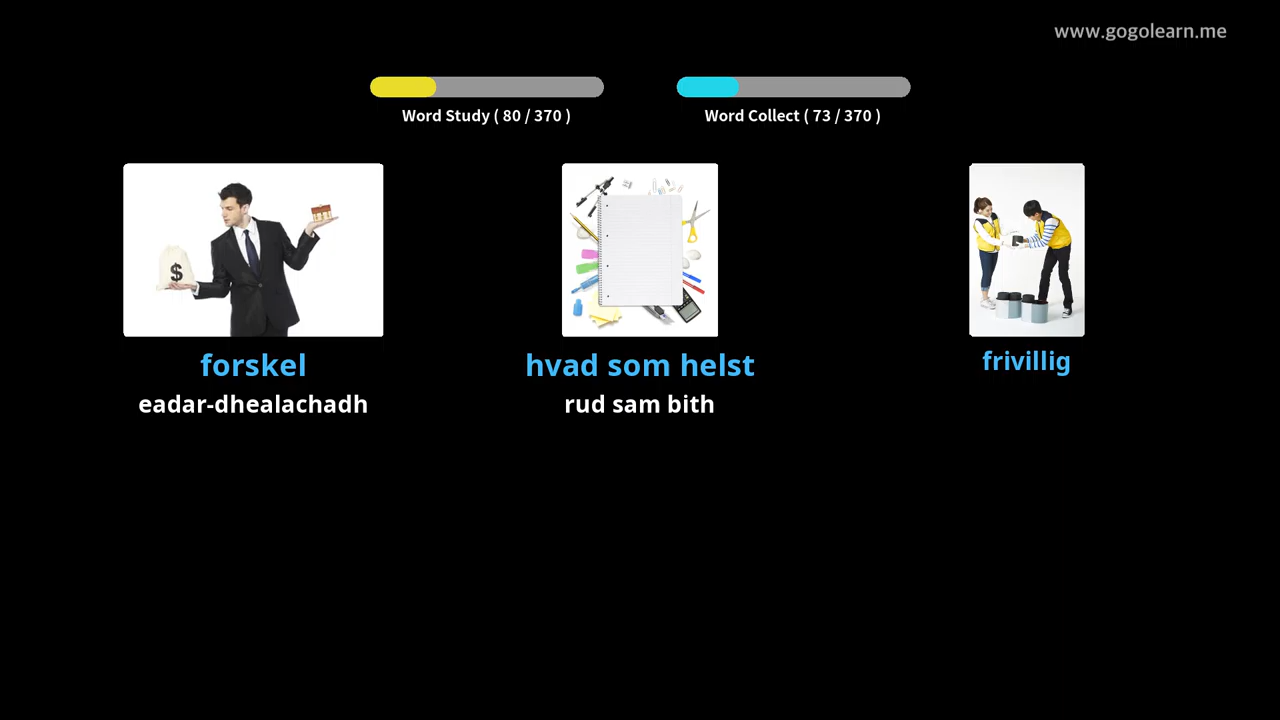 www.gogolearn.me
Word Study ( 80 / 370 )
Word Collect ( 73 / 370 )
$
forskel
hvad som helst
frivillig
eadar-dhealachadh
rud sam bith